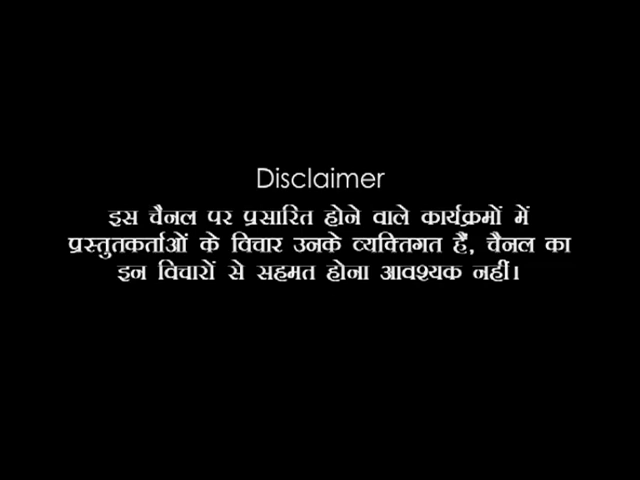 Disclaimer
इस चैनल पर प्रसारित होने वाले कार्यक्रमों में
प्रस्तुतकर्ताओं के विचार उनके व्यक्तिगत हैं, चैनल का
इन विचारों से सहमत होना आवश्यक नहीं।